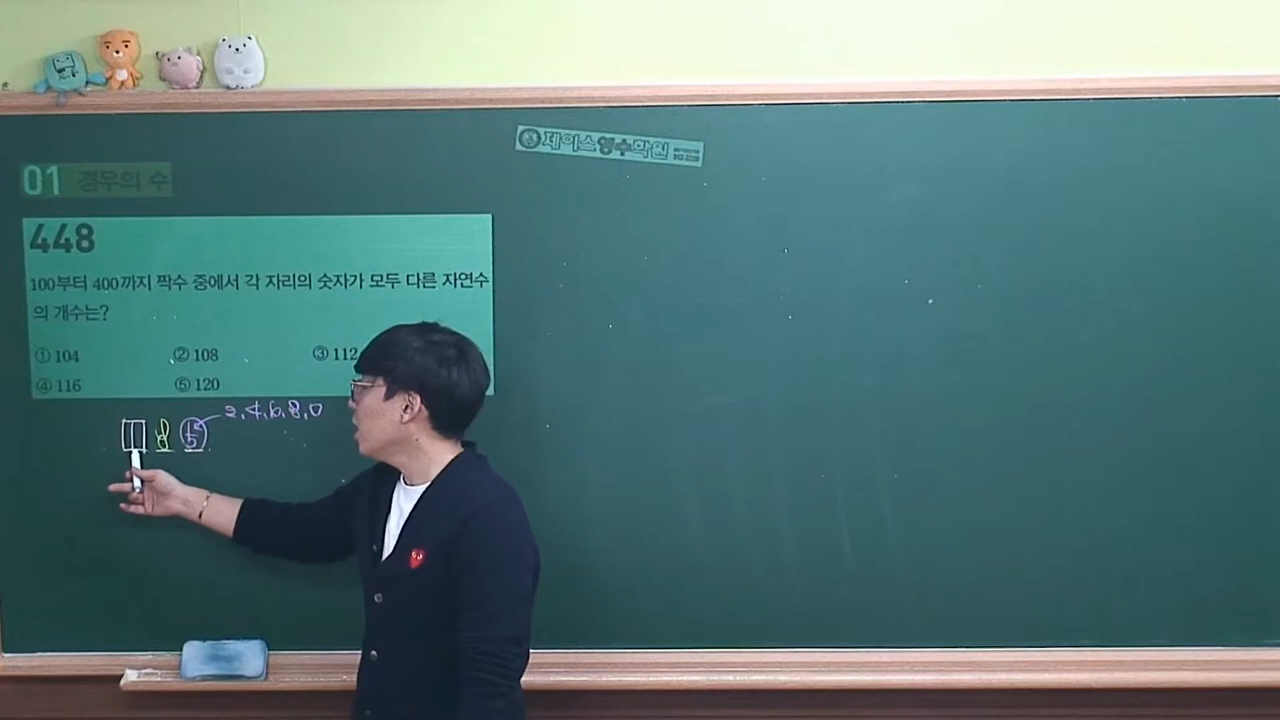 제이스영수학원
01 경우의 수
448
100부터 400까지 짝수 중에서 각 자리의 숫자가 모두 다른 자연수
의 개수는?
① 104 ② 108 ③ 112
④ 116 ⑤ 120
2, 4, 6, 8, 0
8 5